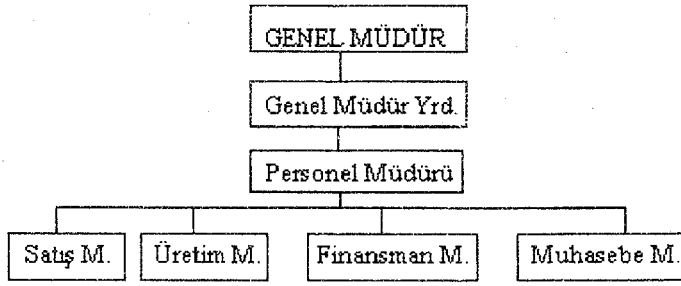 GENEL MÜDÜR
Genel Müdür Yrd.
Personel Müdürü
Satış M.
Üretim M.
Finansman M.
Muhasebe M.